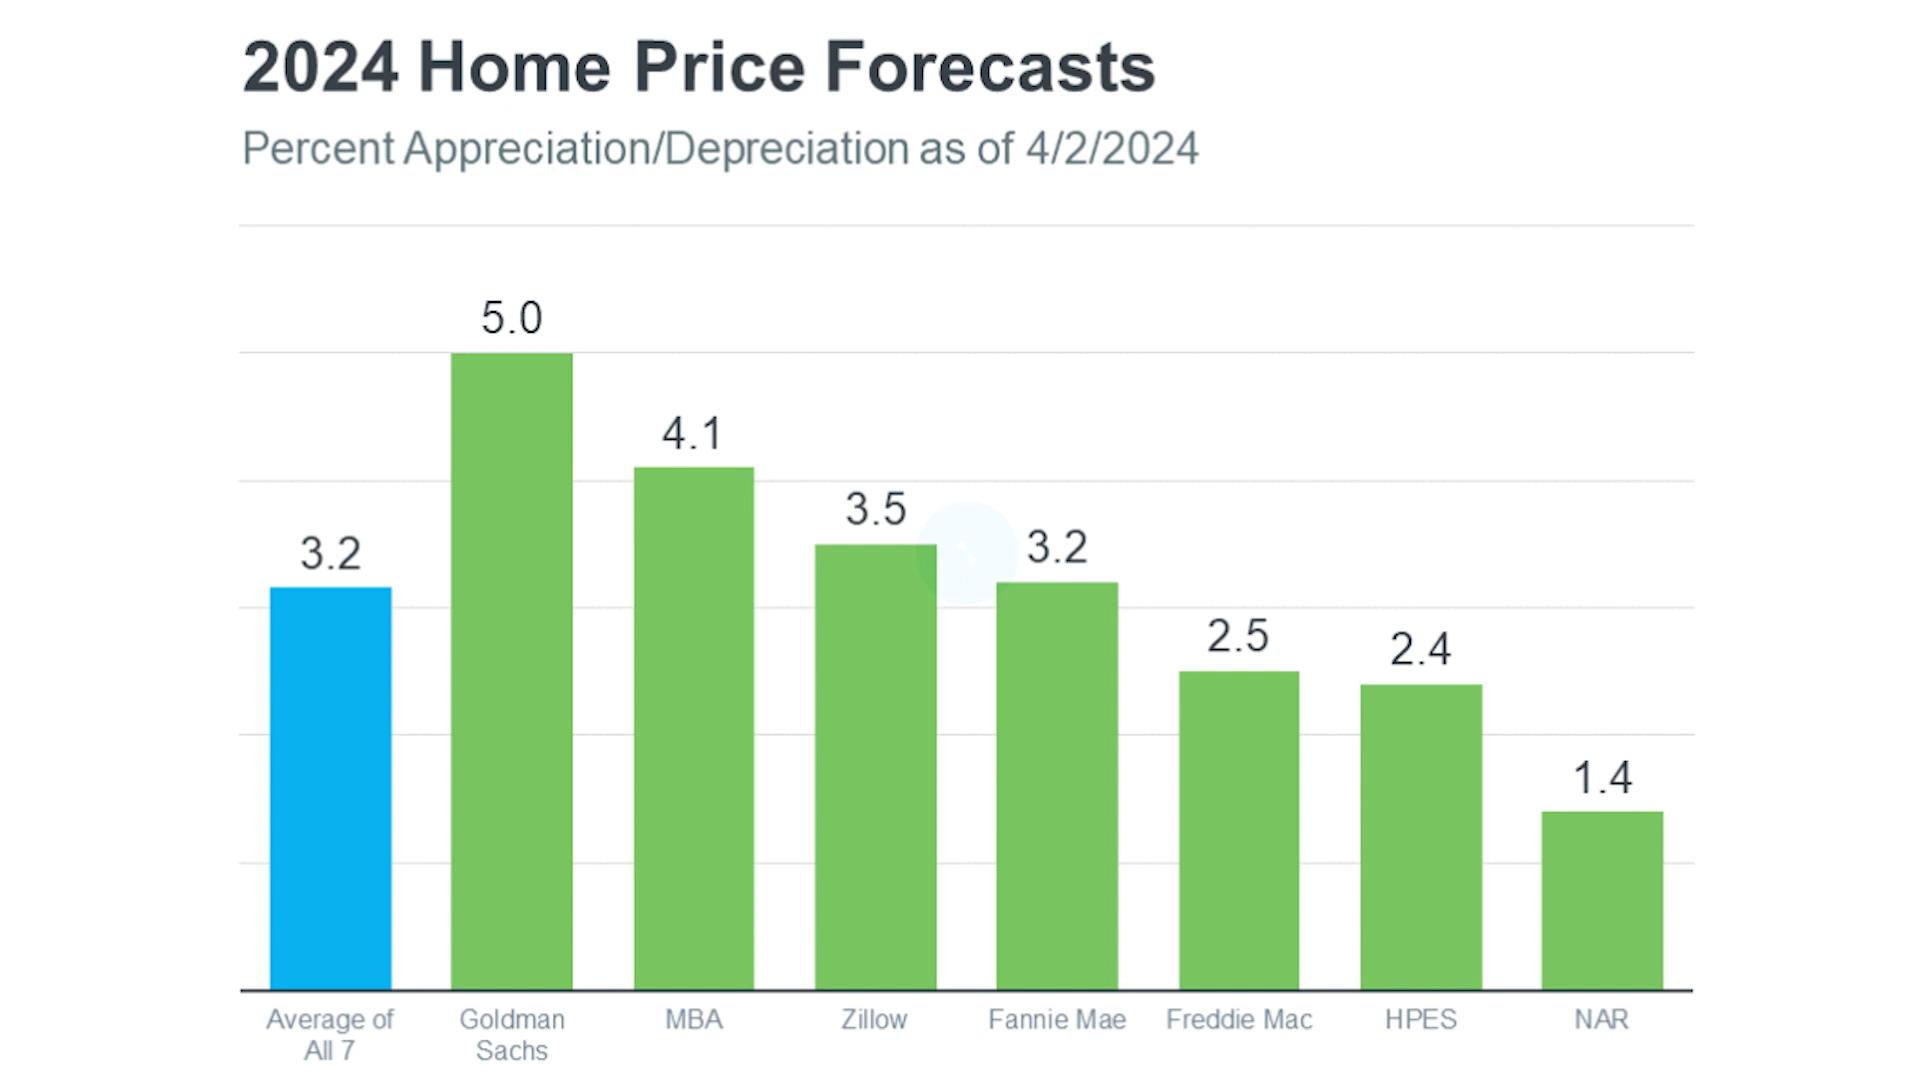 2024 Home Price Forecasts
Percent Appreciation/Depreciation as of 4/2/2024
5.0
4.1
3.5
3.2
3.2
2.5
2.4
1.4
Average of
All 7
Goldman
Sachs
MBA
Zillow
Fannie Mae
Freddie Mac
HPES
NAR